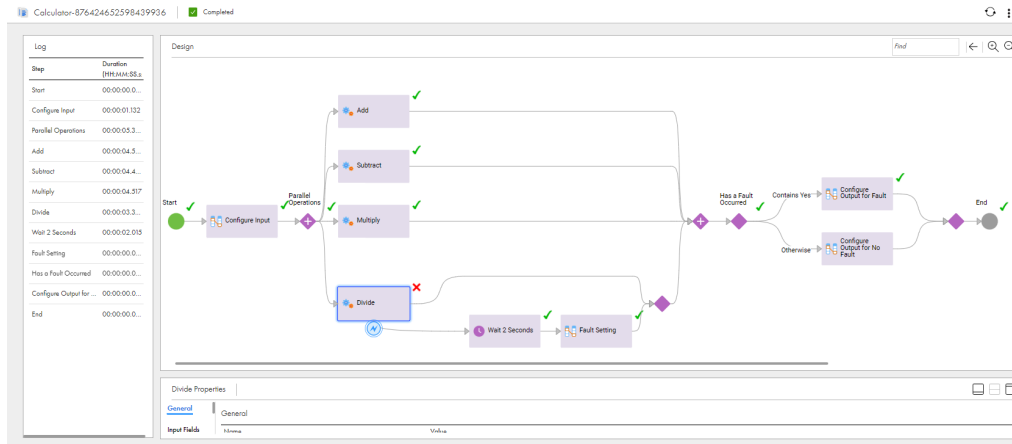 Calculator-876424652598439936
Completed
Log
Step
Duration
[HH:MM:SS.s
Start 00:00:00.0...
Configure Input 00:00:01.132
Parallel Operations 00:00:05.3...
Add 00:00:04.5...
Subtract 00:00:04.4...
Multiply 00:00:04.517
Divide 00:00:03.3...
Wait 2 Seconds 00:00:02.015
Fault Setting 00:00:00.0...
Has a Fault Occurred 00:00:00.0...
Configure Output for ... 00:00:00.0...
End 00:00:00.0...
Design
Find
Start
Configure Input
Parallel
Operations
Add
Subtract
Multiply
Divide
Wait 2 Seconds
Fault Setting
Has a Fault
Occurred
Contains Yes
Configure
Output for Fault
Otherwise
Configure
Output for No
Fault
End
Divide Properties
General
Input Fields
General
Name Value